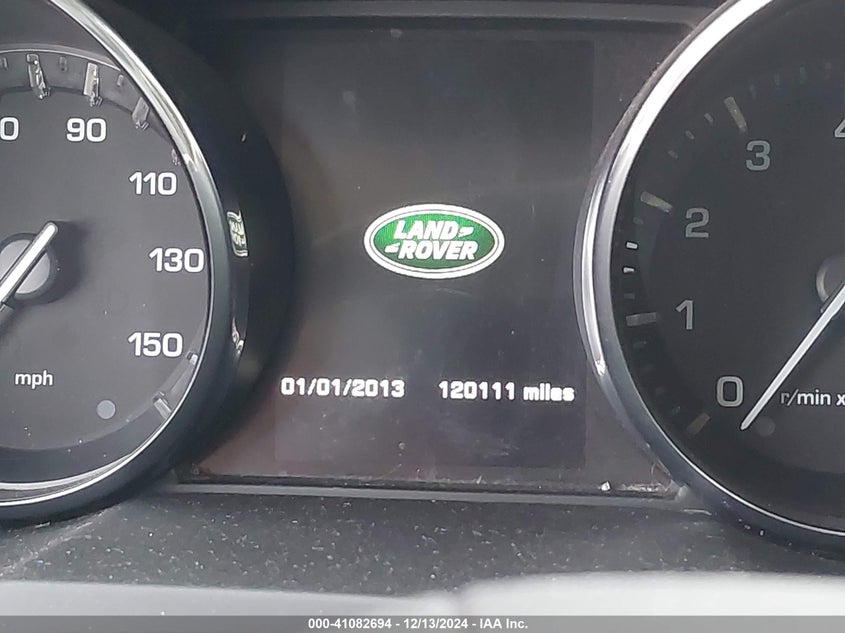 90
110
130
150
mph
LAND
ROVER
01/01/2013 120111 miles
4
3
2
1
0
r/min x
000-41082694 - 12/13/2024 - IAA Inc.